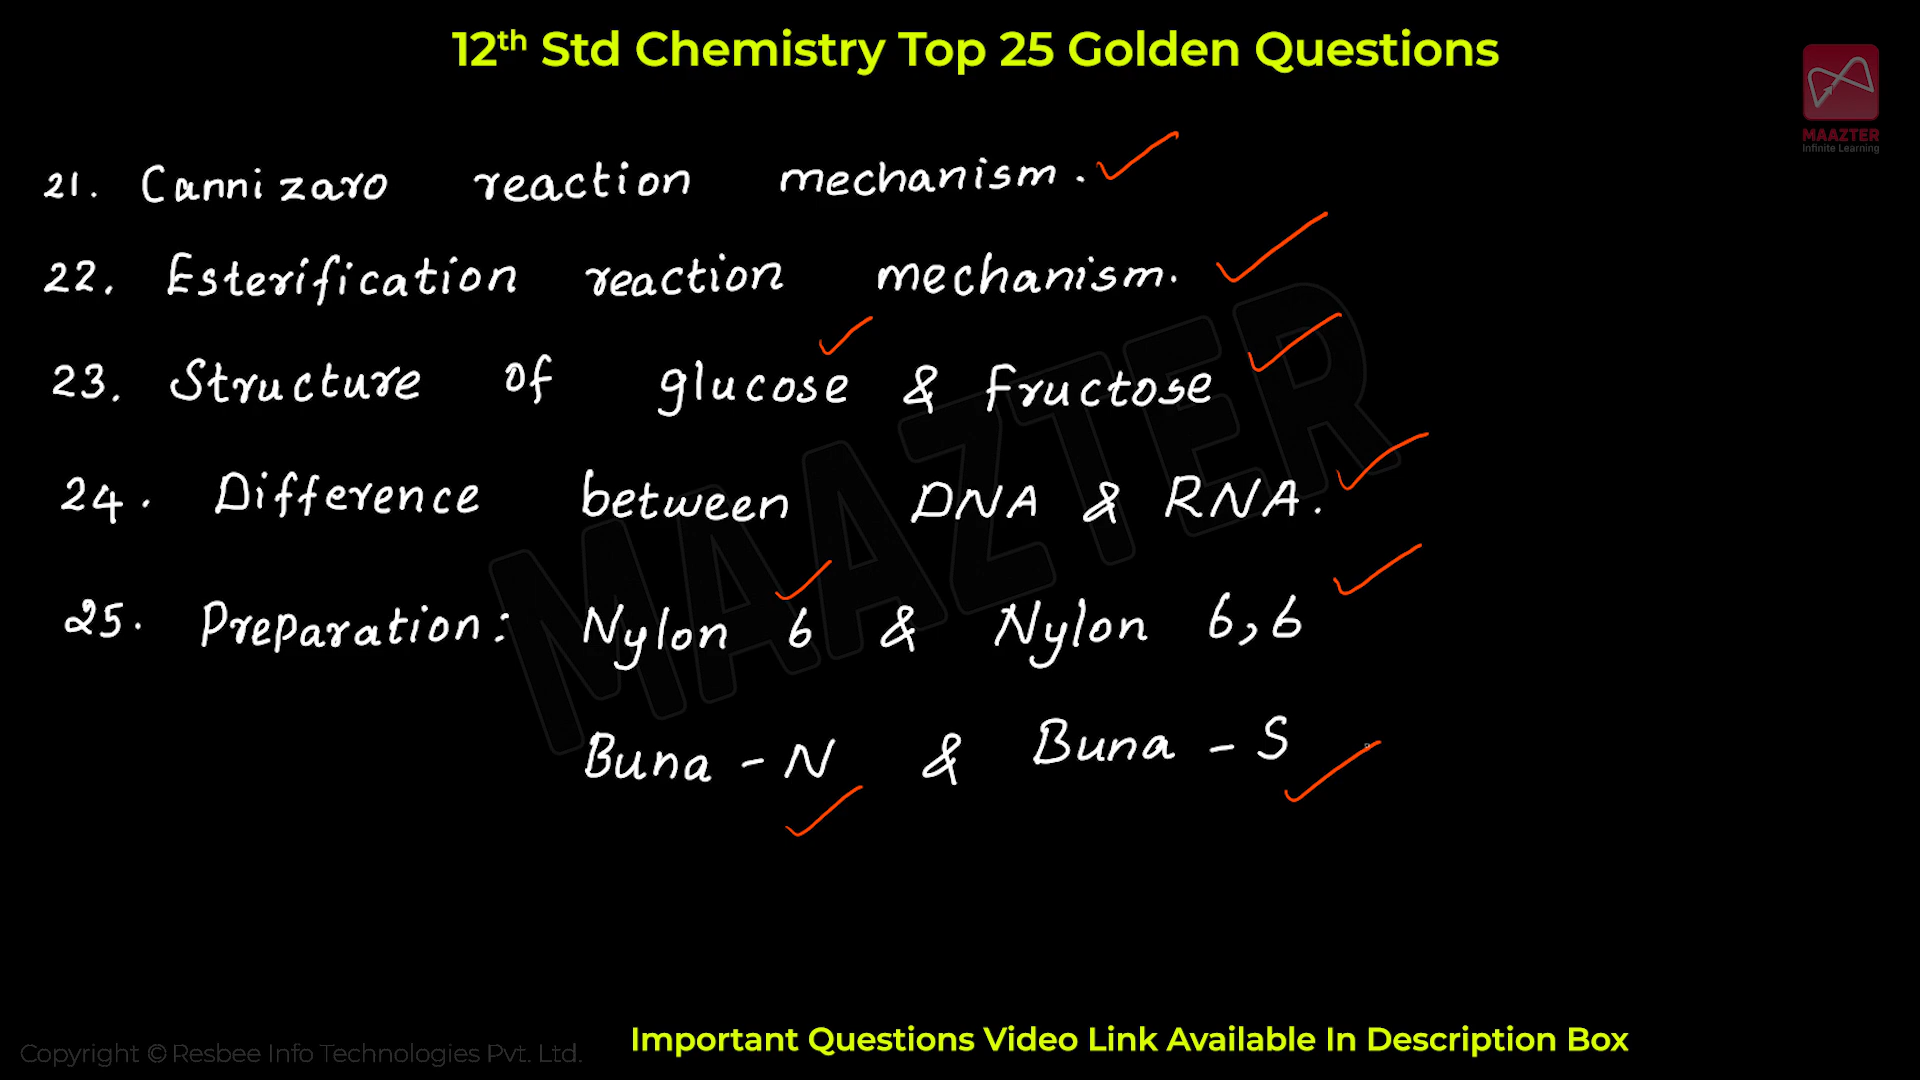 12th Std Chemistry Top 25 Golden Questions
MAAZTER
Infinite Learning
21. Cannizaro reaction mechanism.
22. Esterification reaction mechanism.
23. Structure of glucose & fructose
24. Difference between DNA & RNA.
25. Preparation: Nylon 6 & Nylon 6,6
Buna - N & Buna - S
MAAZTER
Copyright © Resbee Info Technologies Pvt. Ltd.
Important Questions Video Link Available In Description Box